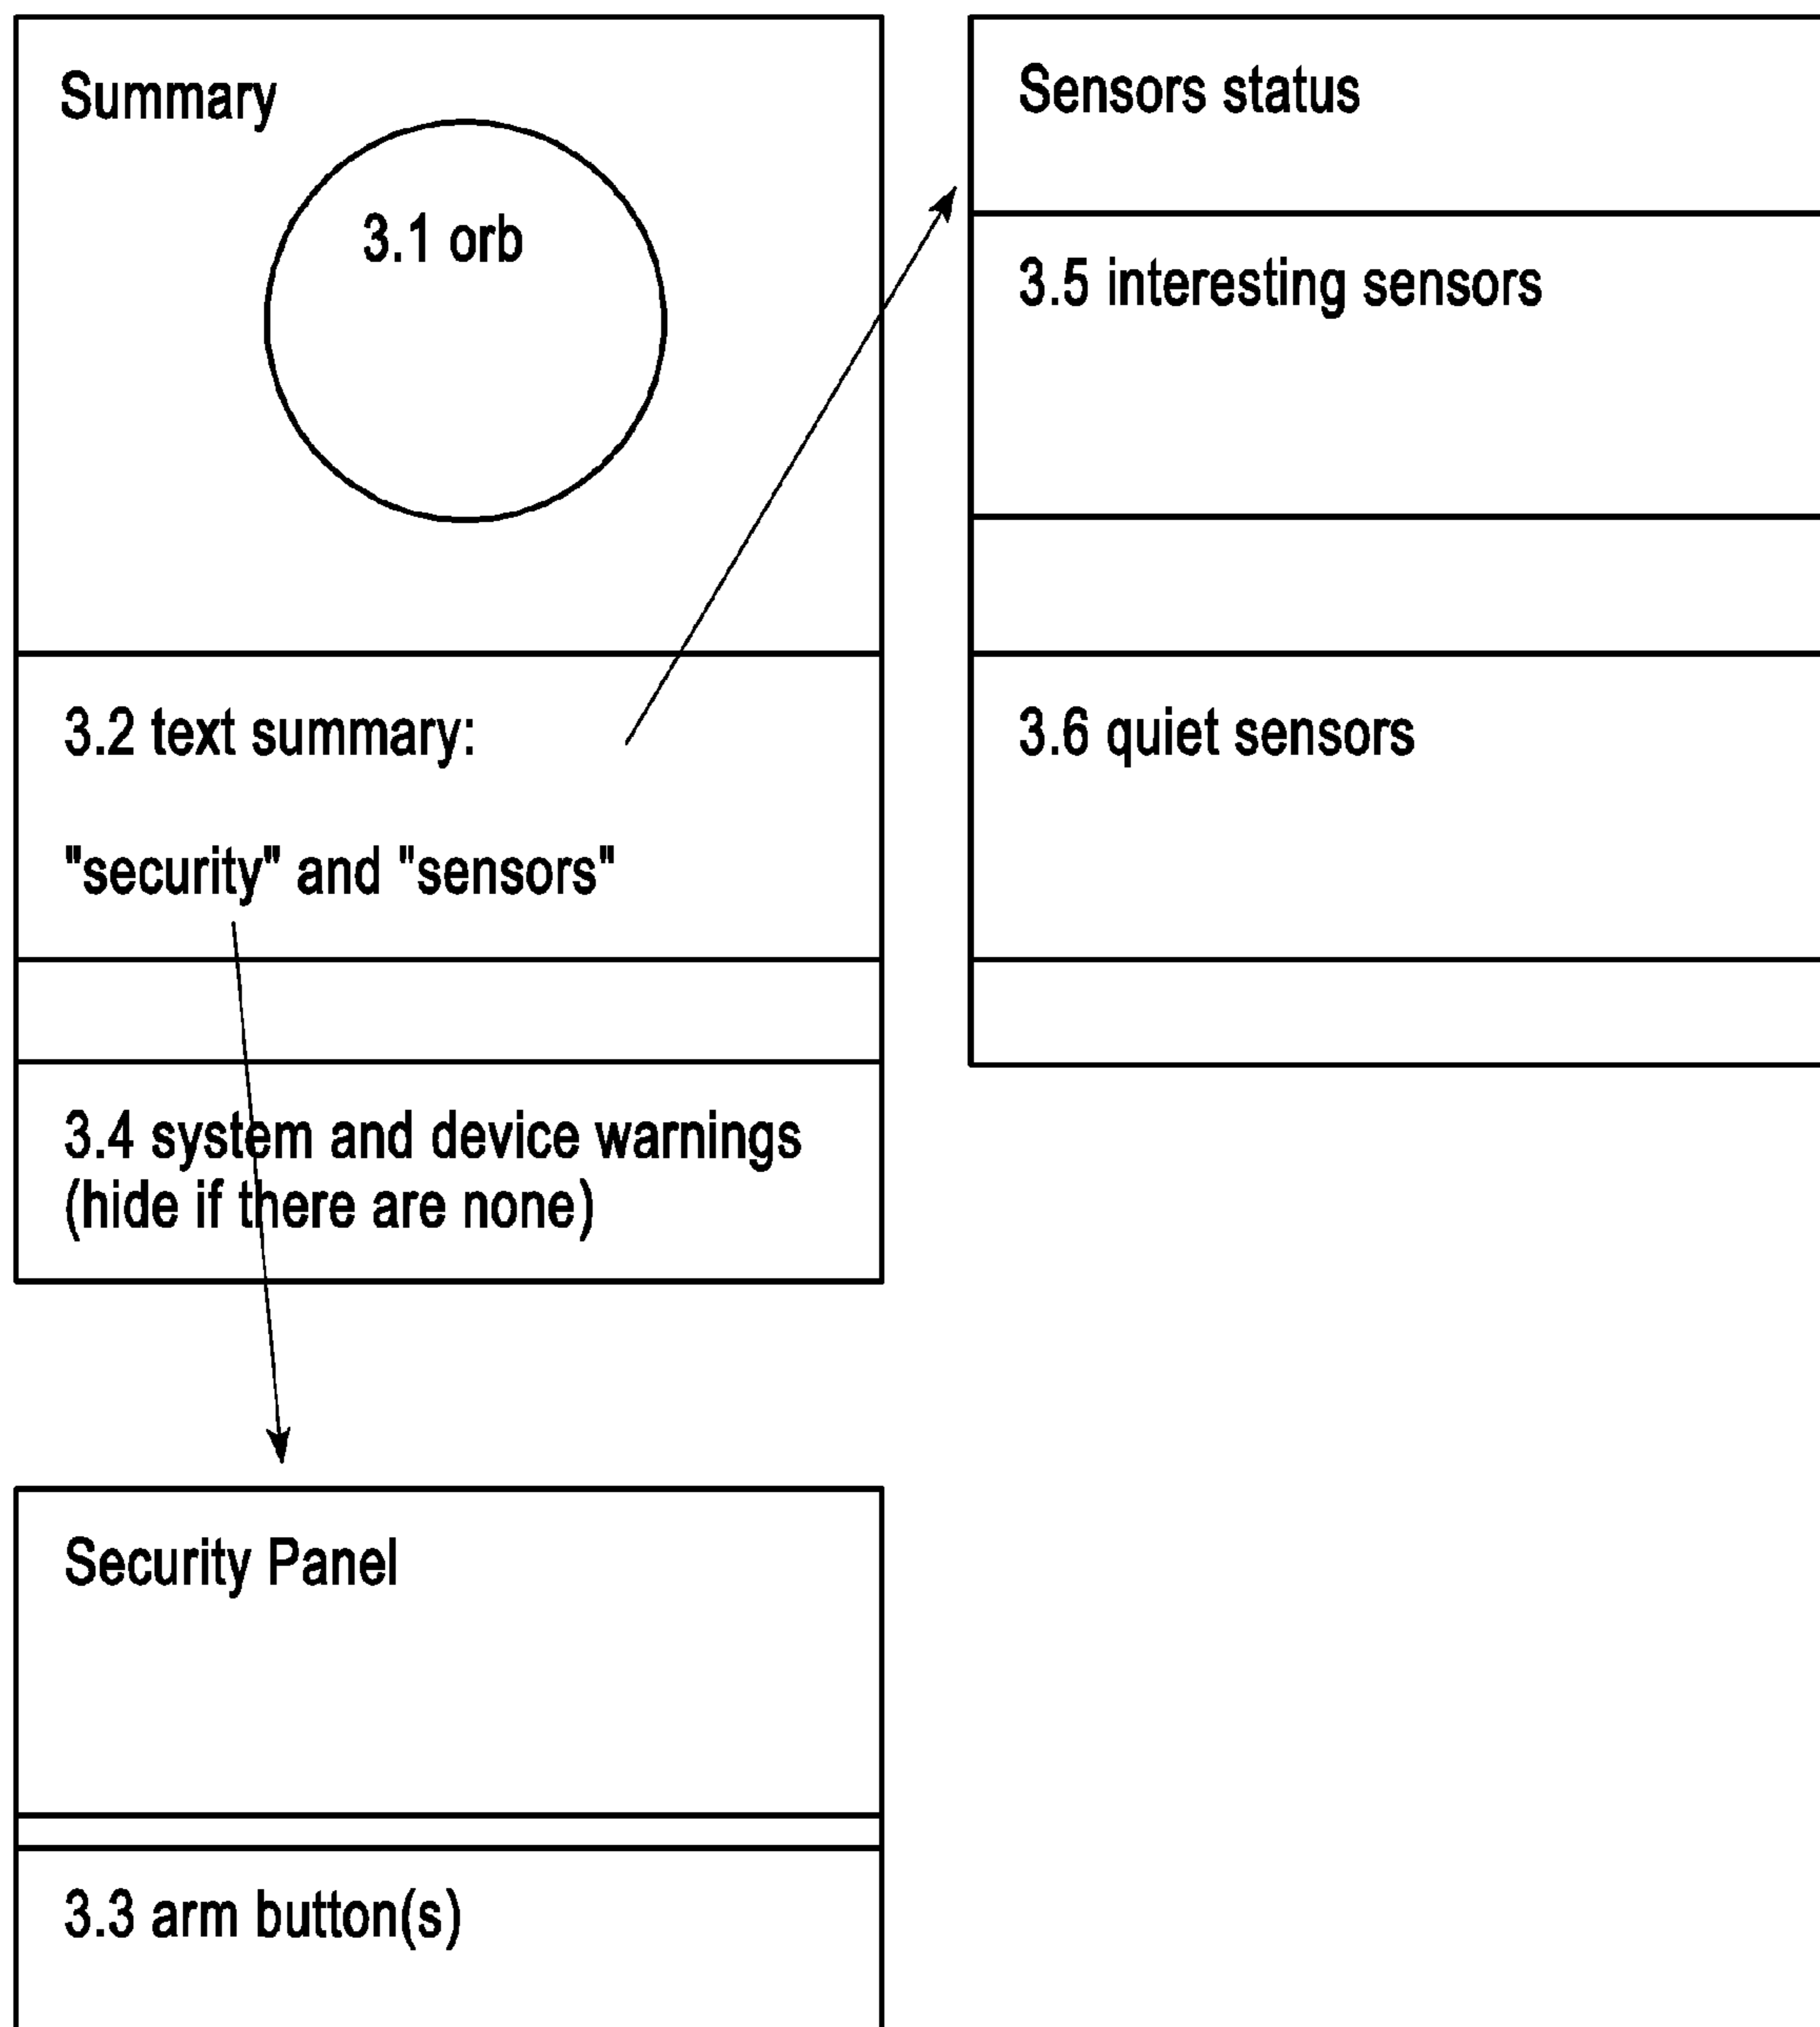 Summary
3.1 orb
3.2 text summary:
"security" and "sensors"
3.4 system and device warnings
(hide if there are none)
Sensors status
3.5 interesting sensors
3.6 quiet sensors
Security Panel
3.3 arm button(s)